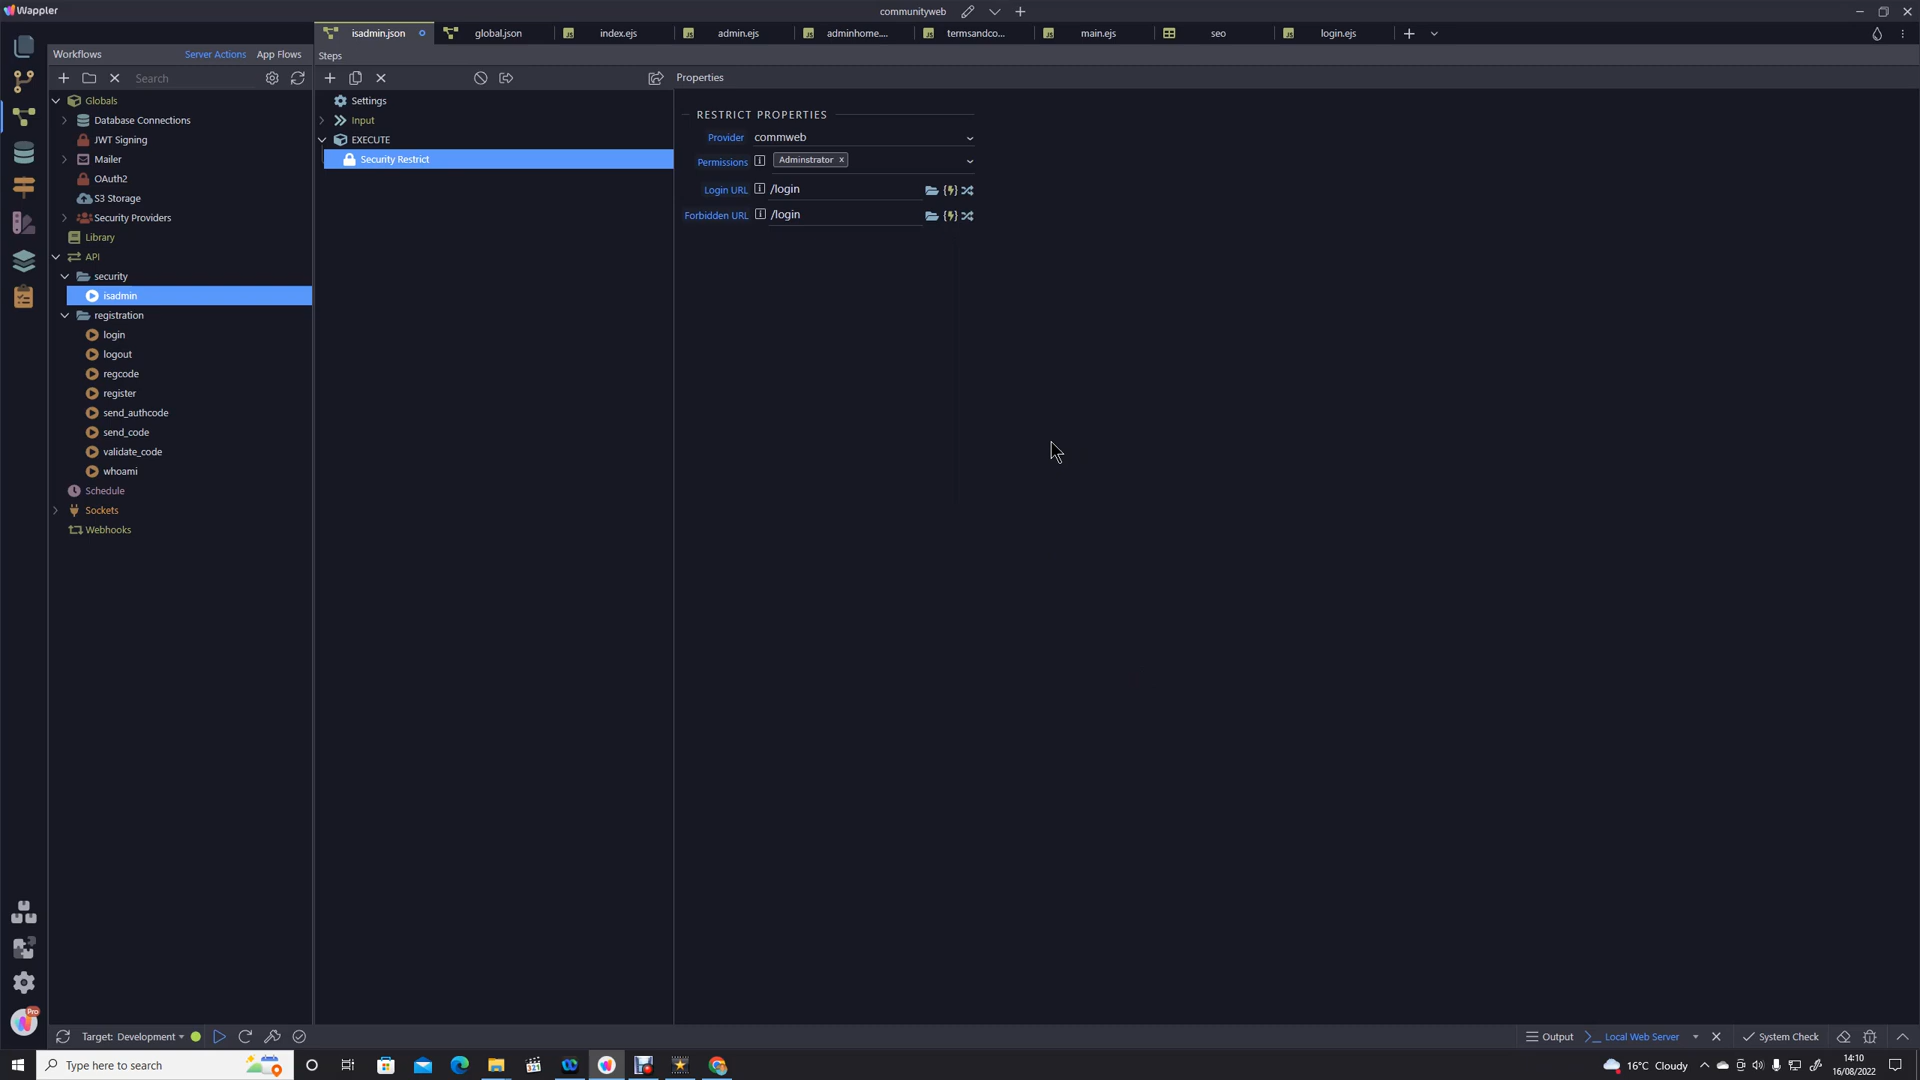 Wappler
communityweb
isadmin.json
global.json
index.ejs
admin.ejs
adminhome....
termsandco...
main.ejs
seo
login.ejs
Workflows
Server Actions
App Flows
Steps
Search
Properties
Globals
Database Connections
JWT Signing
Mailer
OAuth2
S3 Storage
Security Providers
Library
API
security
isadmin
registration
login
logout
regcode
register
send_authcode
send_code
validate_code
whoami
Schedule
Sockets
Webhooks
Settings
Input
EXECUTE
Security Restrict
RESTRICT PROPERTIES
Provider commweb
Permissions Adminstrator x
Login URL /login
Forbidden URL /login
Pro
Target: Development
Output
Local Web Server
System Check
Type here to search
16°C Cloudy
14:10
16/08/2022